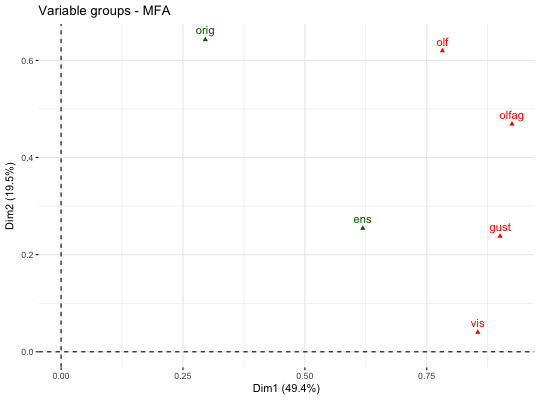 Variable groups - MFA
orig
olf
0.6
olfag
0.4
ens
gust
0.2
vis
0.0
0.00 0.25 0.50 0.75
Dim1 (49.4%)
Dim2 (19.5%)